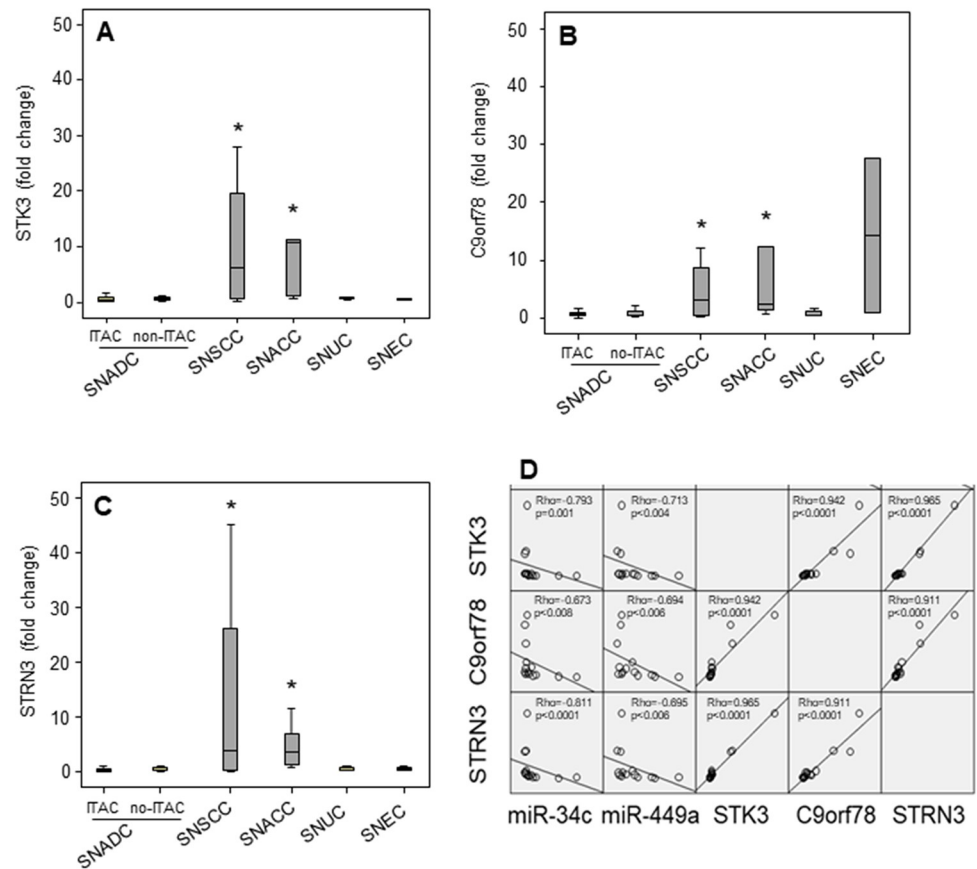 A
STK3 (fold change)
50
40
30
20
10
0
*
*
ITAC non-ITAC
SNADC
SNSCC
SNACC
SNUC
SNEC
B
C9orf78 (fold change)
50
40
30
20
10
0
*
*
ITAC no-ITAC
SNADC
SNSCC
SNACC
SNUC
SNEC
C
STRN3 (fold change)
50
40
30
20
10
0
*
*
ITAC no-ITAC
SNADC
SNSCC
SNACC
SNUC
SNEC
D
STK3
Rho=-0.793
p=0.001
Rho=-0.713
p<0.004
Rho=0.942
p<0.0001
Rho=0.965
p<0.0001
C9orf78
Rho=-0.673
p<0.008
Rho=-0.694
p<0.006
Rho=0.942
p<0.0001
Rho=0.911
p<0.0001
STRN3
Rho=-0.811
p<0.0001
Rho=-0.695
p<0.006
Rho=0.965
p<0.0001
Rho=0.911
p<0.0001
miR-34c miR-449a STK3 C9orf78 STRN3